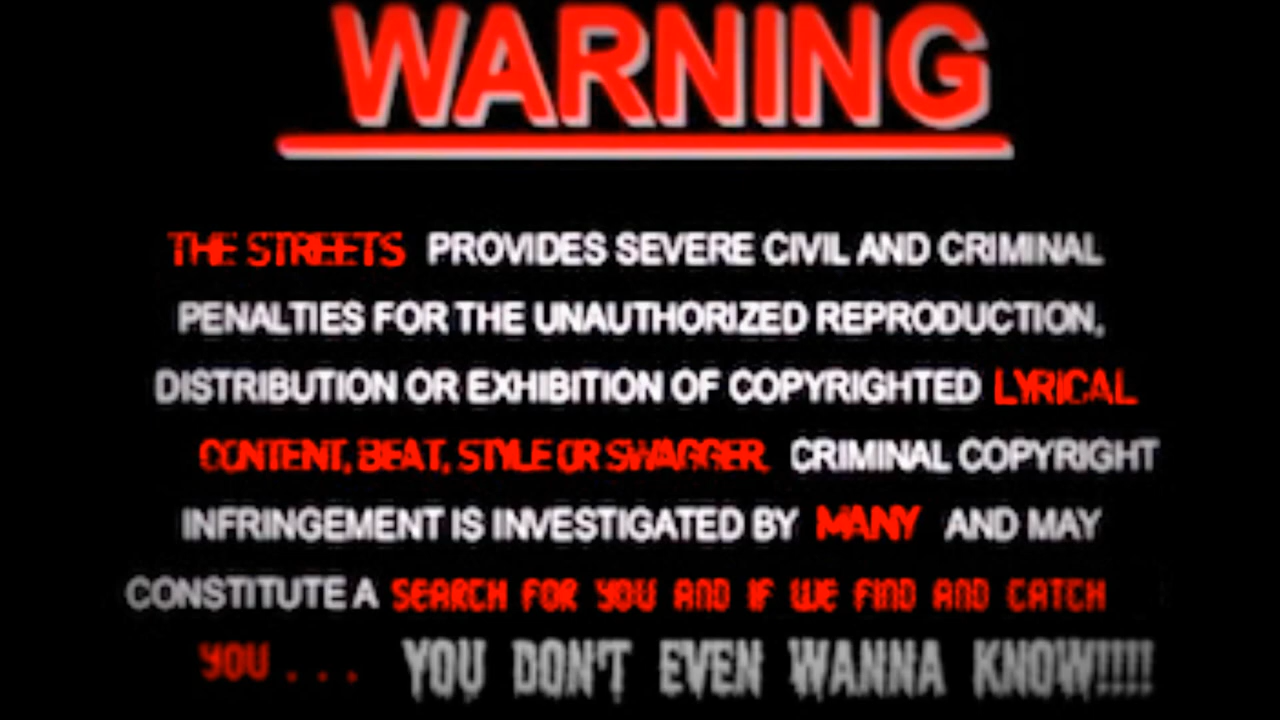 WARNING
THE STREETS PROVIDES SEVERE CIVIL AND CRIMINAL
PENALTIES FOR THE UNAUTHORIZED REPRODUCTION,
DISTRIBUTION OR EXHIBITION OF COPYRIGHTED LYRICAL
CONTENT, BEAT, STYLE OR SWAGGER. CRIMINAL COPYRIGHT
INFRINGEMENT IS INVESTIGATED BY MANY AND MAY
CONSTITUTE A SEARCH FOR YOU AND IF WE FIND AND CATCH
YOU . . . YOU DON'T EVEN WANNA KNOW!!!!